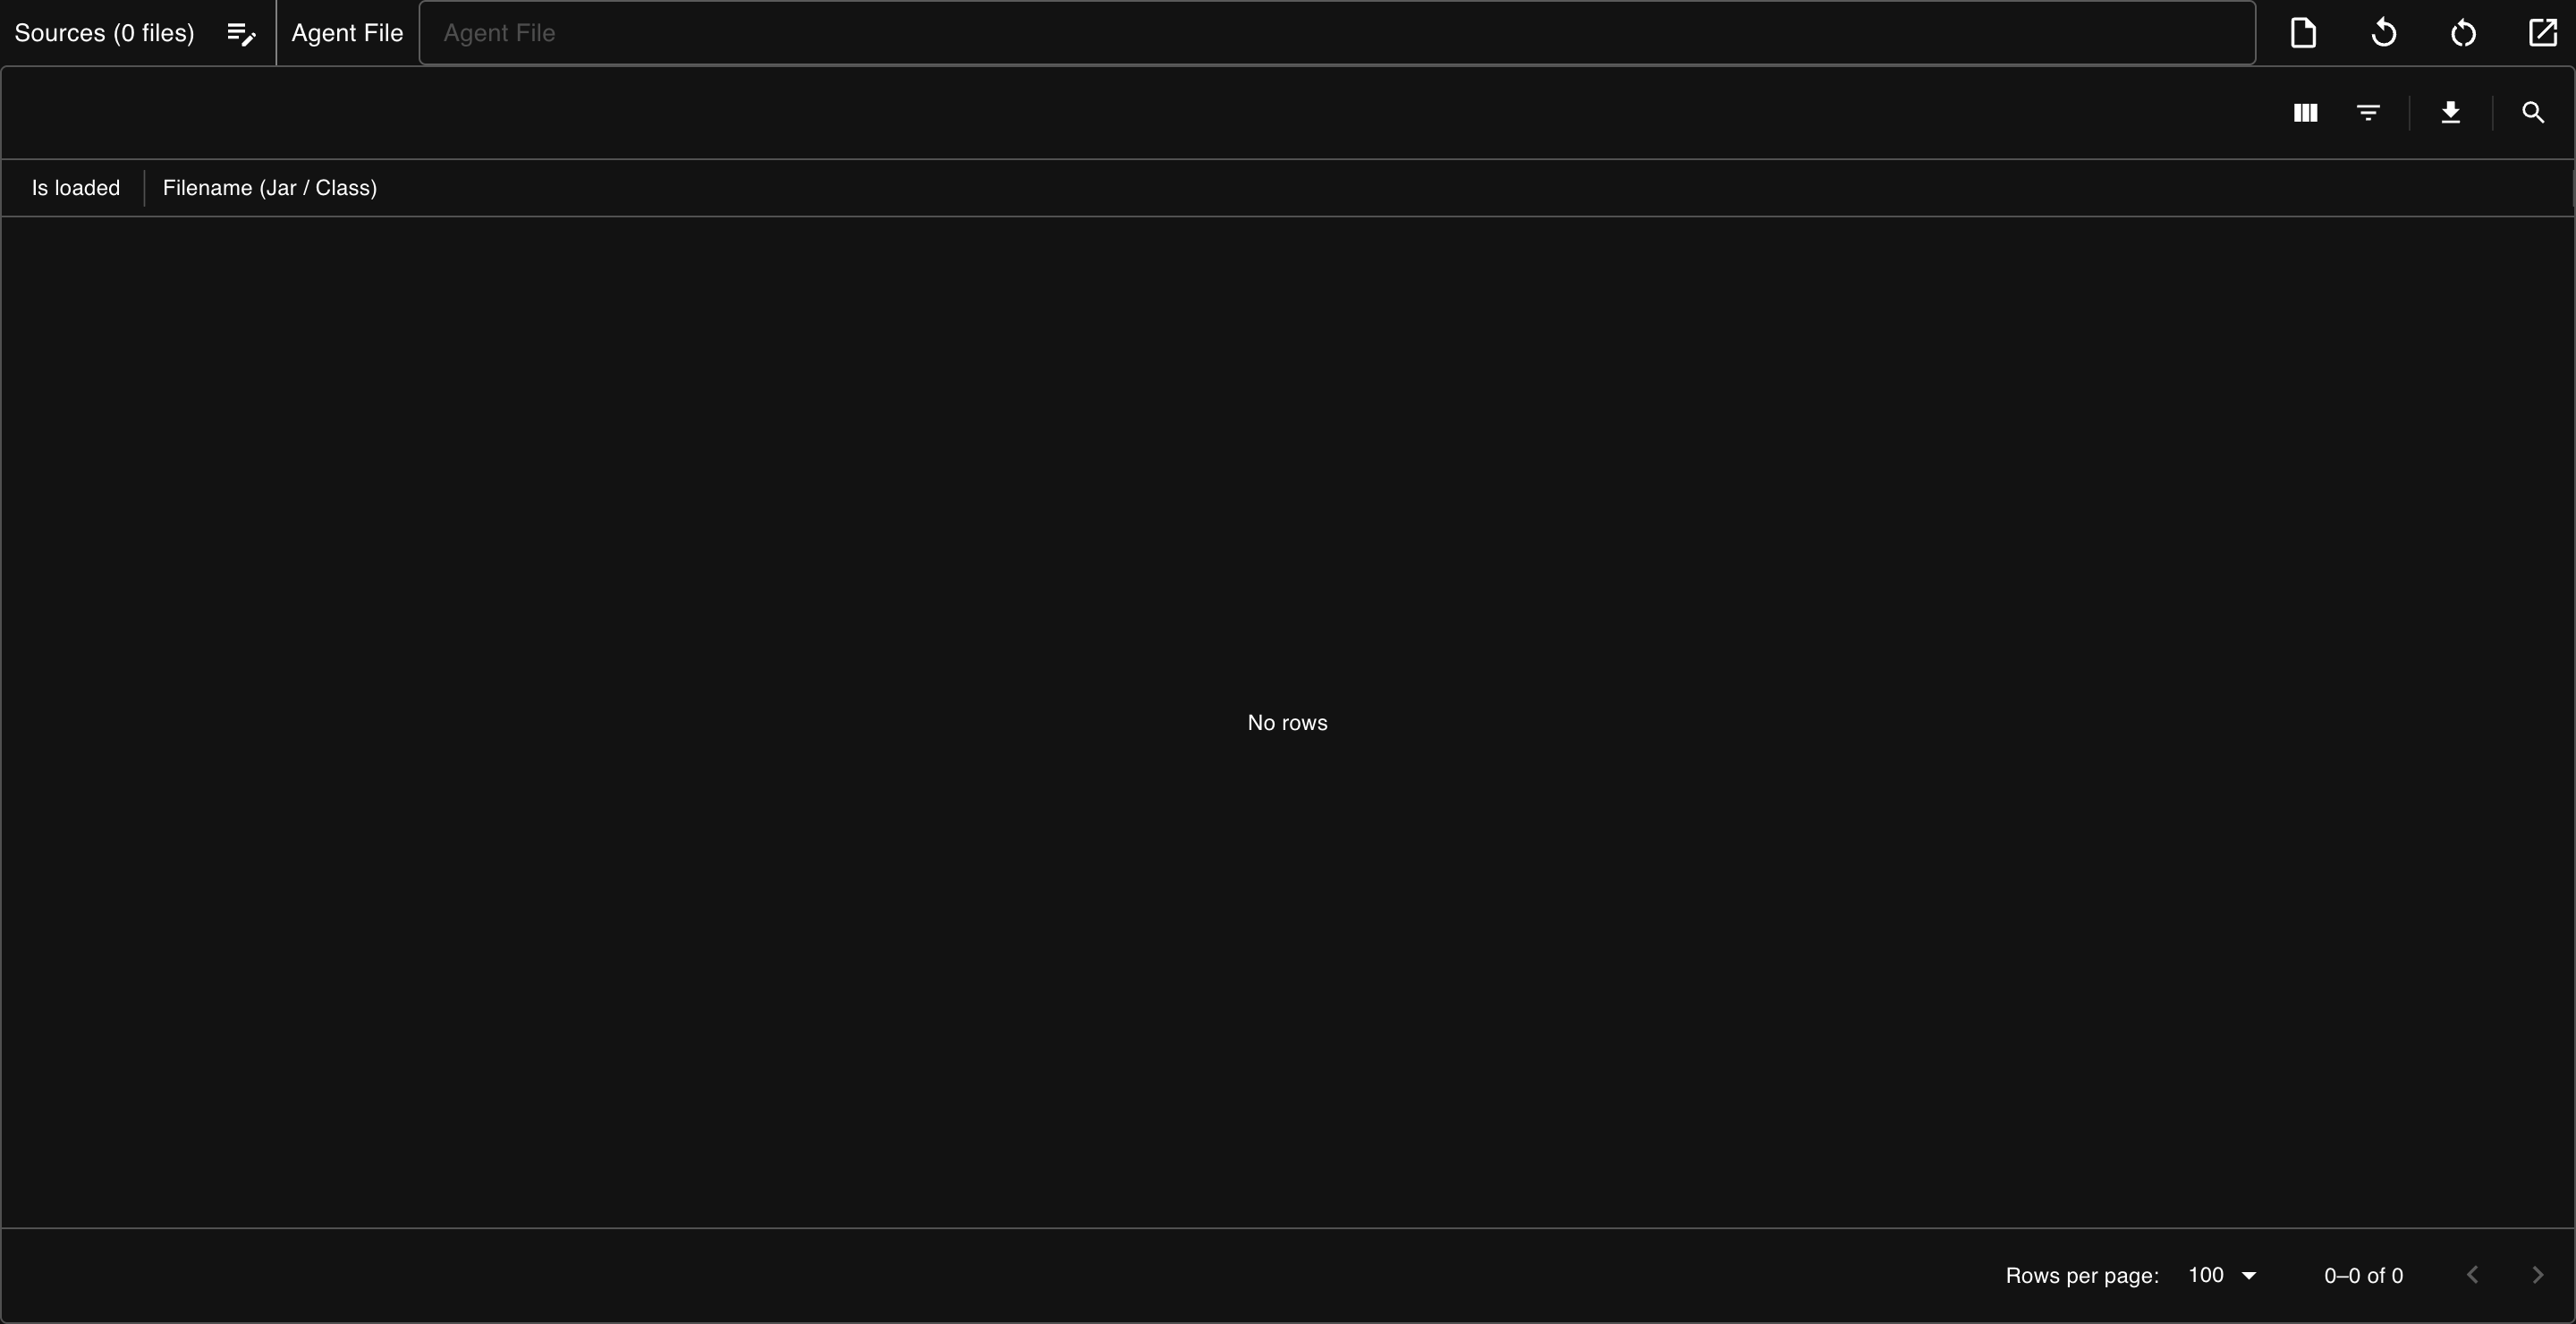 Sources (0 files) Agent File Agent File
Is loaded Filename (Jar / Class)
No rows
Rows per page: 100 0–0 of 0